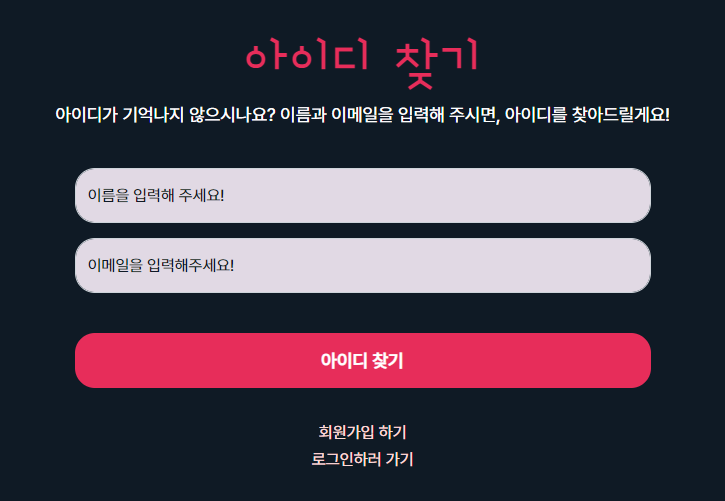 아이디 찾기
아이디가 기억나지 않으시나요? 이름과 이메일을 입력해 주시면, 아이디를 찾아드릴게요!
이름을 입력해 주세요!
이메일을 입력해주세요!
아이디 찾기
회원가입 하기
로그인하러 가기